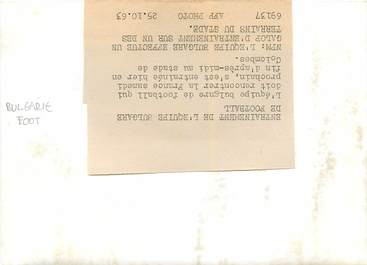 BULGARIE
FOOT
ENTRAINEMENT DE L'EQUIPE BULGARE
DE FOOTBALL
L'équipe bulgare de football qui
doit rencontrer la France samedi
prochain, s'est entrainée hier en
fin d'après-midi au stade de
Colombes.
NPM: L'EQUIPE BULGARE EFFECTUE UN
GALOP D'ENTRAINEMENT SUR UN DES
TERRAINS DU STADE.
69137 AFP PHOTO 25.10.63